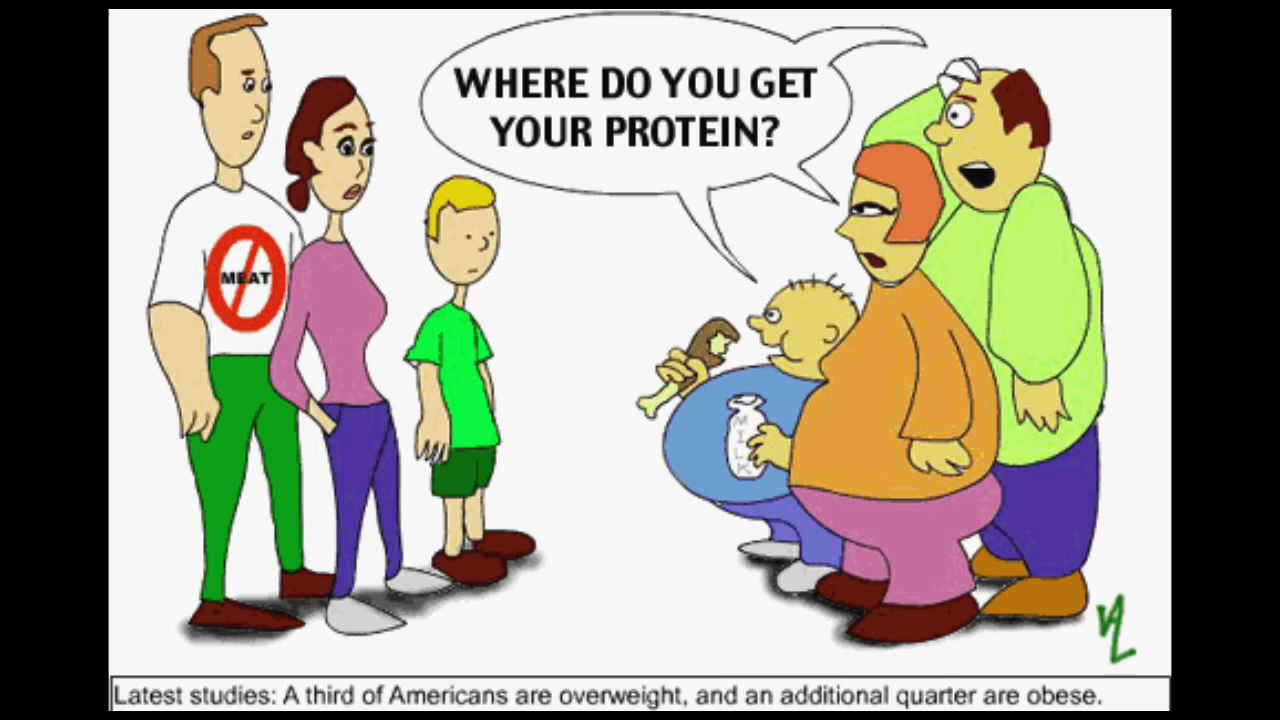 WHERE DO YOU GET
YOUR PROTEIN?
MEAT
MILK
Latest studies: A third of Americans are overweight, and an additional quarter are obese.